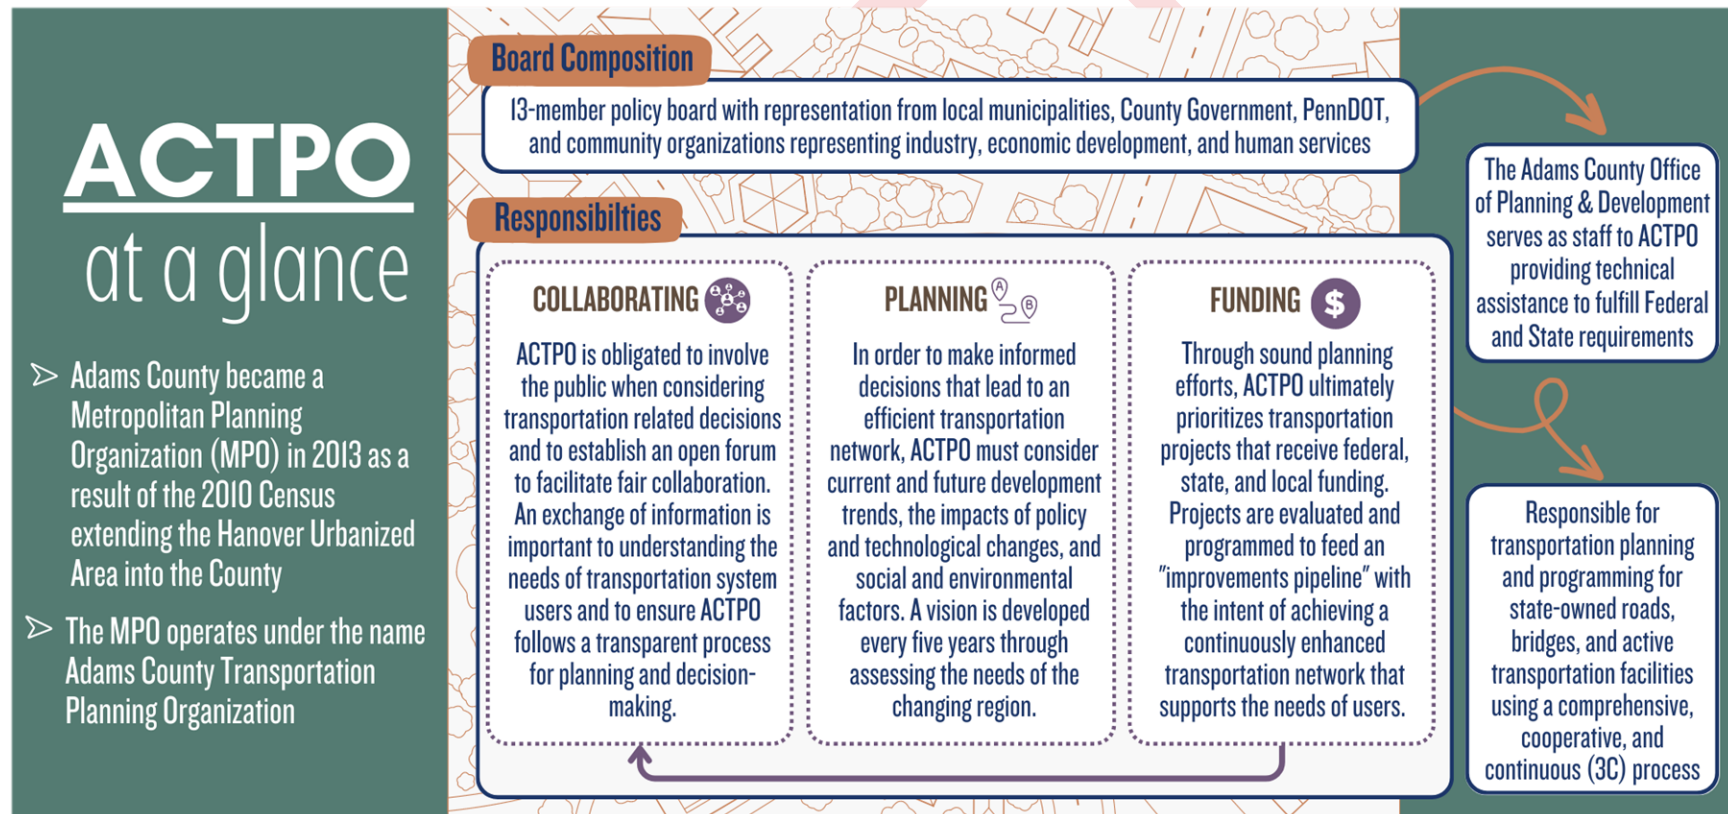 ACTPO
at a glance
Adams County became a
Metropolitan Planning
Organization (MPO) in 2013 as a
result of the 2010 Census
extending the Hanover Urbanized
Area into the County
The MPO operates under the name
Adams County Transportation
Planning Organization
Board Composition
13-member policy board with representation from local municipalities, County Government, PennDOT,
and community organizations representing industry, economic development, and human services
Responsibilties
COLLABORATING
ACTPO is obligated to involve
the public when considering
transportation related decisions
and to establish an open forum
to facilitate fair collaboration.
An exchange of information is
important to understanding the
needs of transportation system
users and to ensure ACTPO
follows a transparent process
for planning and decision-
making.
PLANNING
A
B
In order to make informed
decisions that lead to an
efficient transportation
network, ACTPO must consider
current and future development
trends, the impacts of policy
and technological changes, and
social and environmental
factors. A vision is developed
every five years through
assessing the needs of the
changing region.
FUNDING
$
Through sound planning
efforts, ACTPO ultimately
prioritizes transportation
projects that receive federal,
state, and local funding.
Projects are evaluated and
programmed to feed an
"improvements pipeline" with
the intent of achieving a
continuously enhanced
transportation network that
supports the needs of users.
The Adams County Office
of Planning & Development
serves as staff to ACTPO
providing technical
assistance to fulfill Federal
and State requirements
Responsible for
transportation planning
and programming for
state-owned roads,
bridges, and active
transportation facilities
using a comprehensive,
cooperative, and
continuous (3C) process